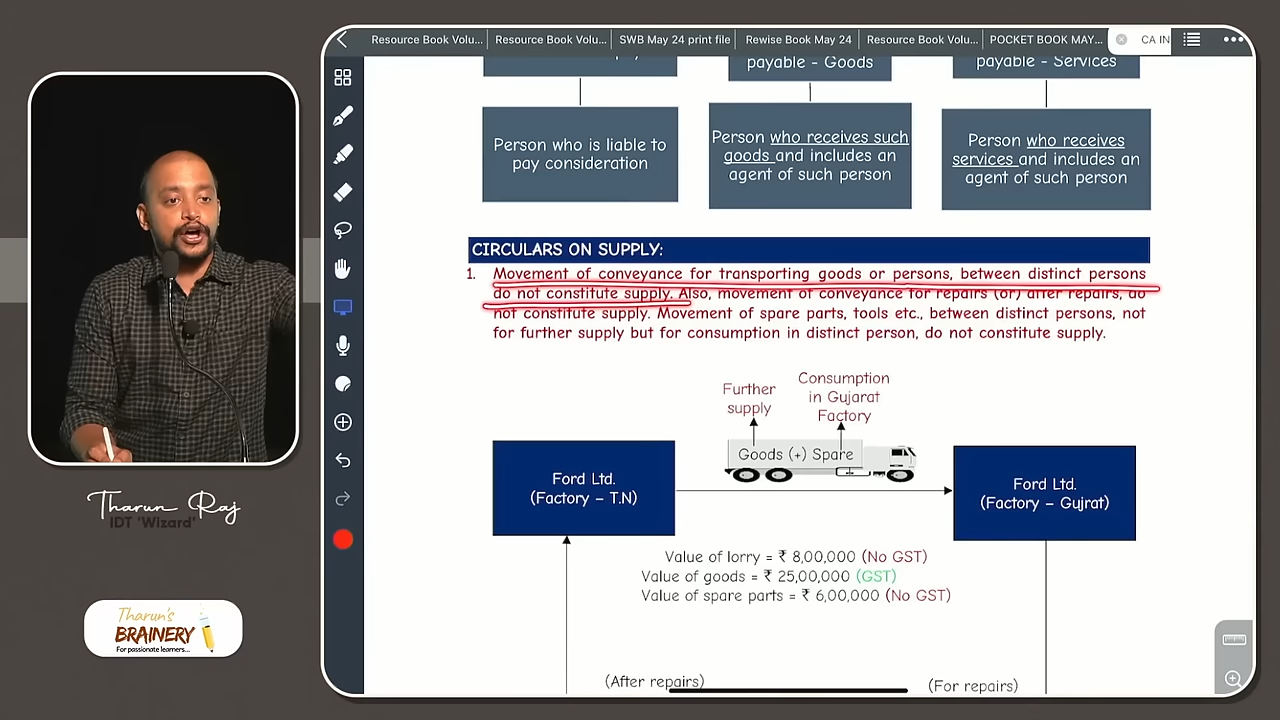 Resource Book Volu...
Resource Book Volu...
SWB May 24 print file
Rewise Book May 24
Resource Book Volu...
POCKET BOOK MAY...
CA IN
payable - Goods
payable - Services
Person who is liable to
pay consideration
Person who receives such
goods and includes an
agent of such person
Person who receives
services and includes an
agent of such person
CIRCULARS ON SUPPLY:
1. Movement of conveyance for transporting goods or persons, between distinct persons
do not constitute supply. Also, movement of conveyance for repairs (or) after repairs, do
not constitute supply. Movement of spare parts, tools etc., between distinct persons, not
for further supply but for consumption in distinct person, do not constitute supply.
Further
supply
Consumption
in Gujarat
Factory
Goods (+) Spare
Ford Ltd.
(Factory – T.N)
Ford Ltd.
(Factory – Gujrat)
Value of lorry = ₹ 8,00,000 (No GST)
Value of goods = ₹ 25,00,000 (GST)
Value of spare parts = ₹ 6,00,000 (No GST)
(After repairs)
(For repairs)
Tharun Raj
IDT 'Wizard'
Tharun's
BRAINERY
For passionate learners...